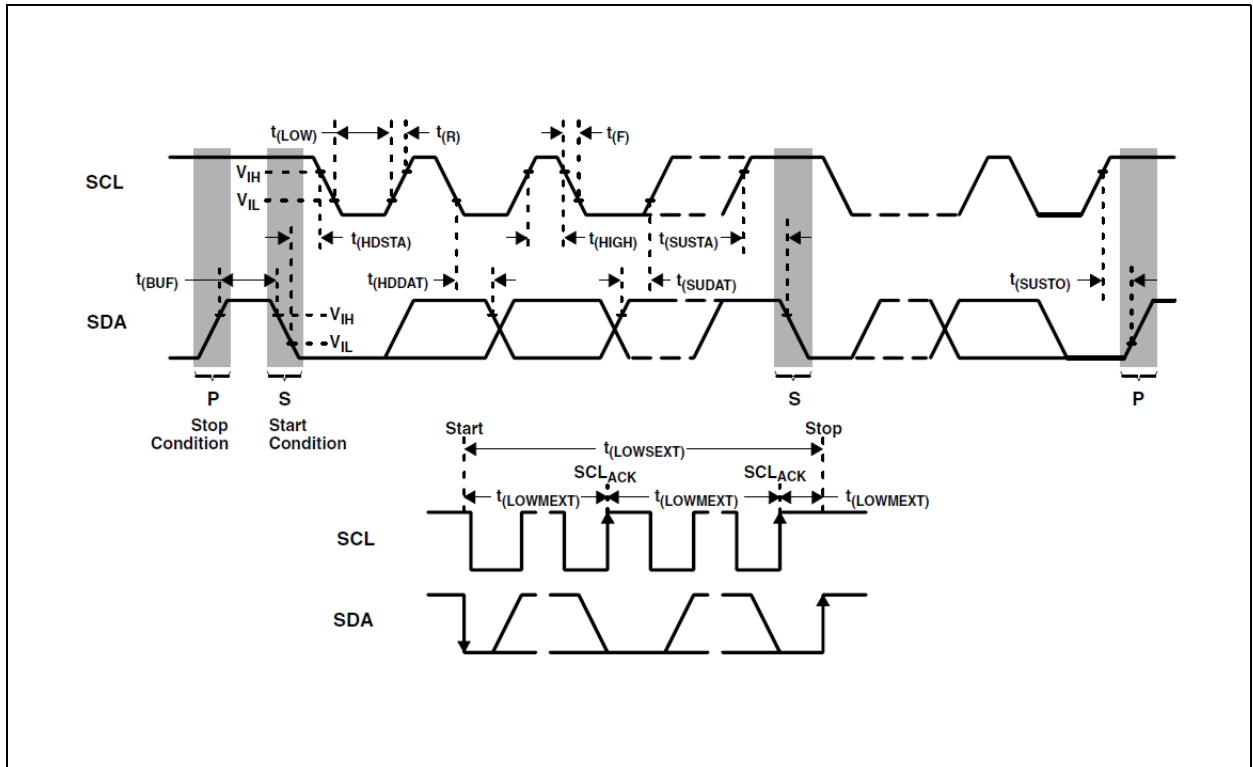 t(LOW)
t(R)
t(F)
SCL
VIH
VIL
t(HDSTA)
t(HIGH)
t(SUSTA)
t(BUF)
t(HDDAT)
t(SUDAT)
t(SUSTO)
SDA
VIH
VIL
P
S
S
P
Stop
Condition
Start
Condition
Start
Stop
t(LOWSEXT)
SCLACK
SCLACK
t(LOWMEXT)
t(LOWMEXT)
t(LOWMEXT)
SCL
SDA